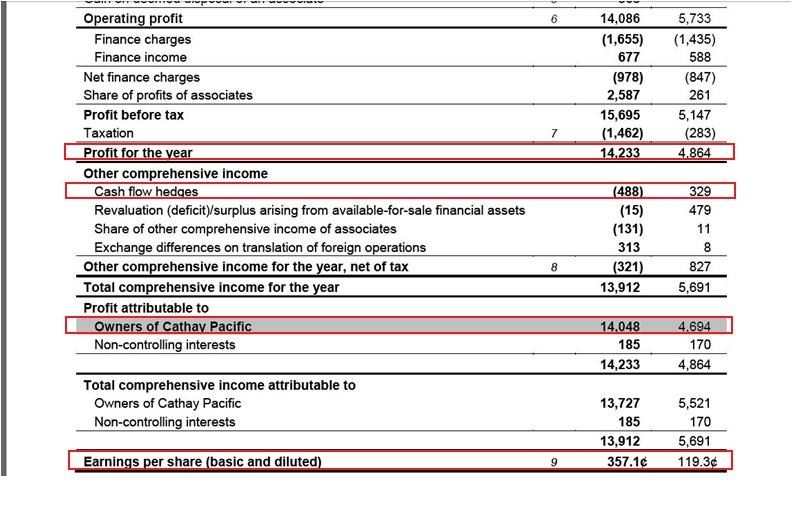 Operating profit 6 14,086 5,733
Finance charges (1,655) (1,435)
Finance income 677 588
Net finance charges (978) (847)
Share of profits of associates 2,587 261
Profit before tax 15,695 5,147
Taxation 7 (1,462) (283)
Profit for the year 14,233 4,864
Other comprehensive income
Cash flow hedges (488) 329
Revaluation (deficit)/surplus arising from available-for-sale financial assets (15) 479
Share of other comprehensive income of associates (131) 11
Exchange differences on translation of foreign operations 313 8
Other comprehensive income for the year, net of tax 8 (321) 827
Total comprehensive income for the year 13,912 5,691
Profit attributable to
Owners of Cathay Pacific 14,048 4,694
Non-controlling interests 185 170
14,233 4,864
Total comprehensive income attributable to
Owners of Cathay Pacific 13,727 5,521
Non-controlling interests 185 170
13,912 5,691
Earnings per share (basic and diluted) 9 357.1¢ 119.3¢